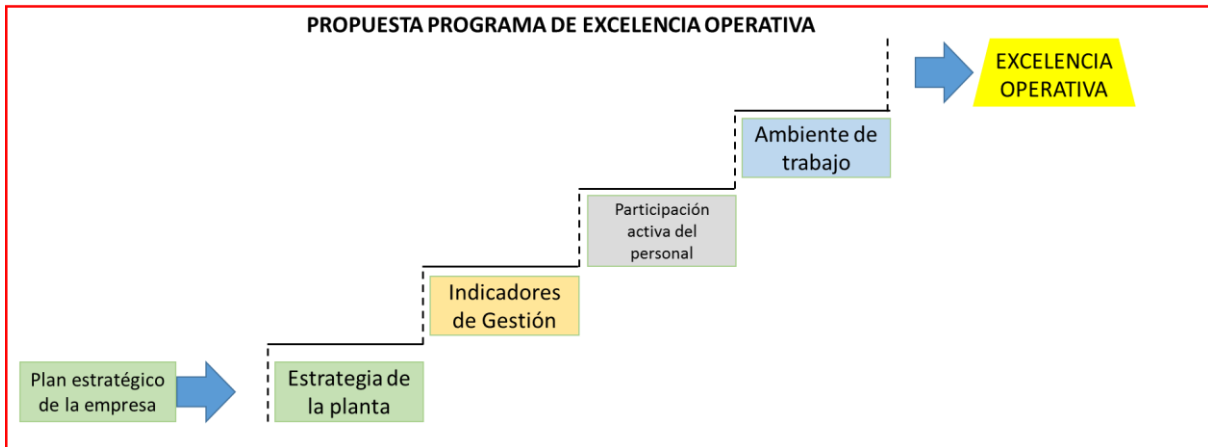 PROPUESTA PROGRAMA DE EXCELENCIA OPERATIVA
EXCELENCIA
OPERATIVA
Ambiente de
trabajo
Participación
activa del
personal
Indicadores
de Gestión
Plan estratégico
de la empresa
Estrategia de
la planta